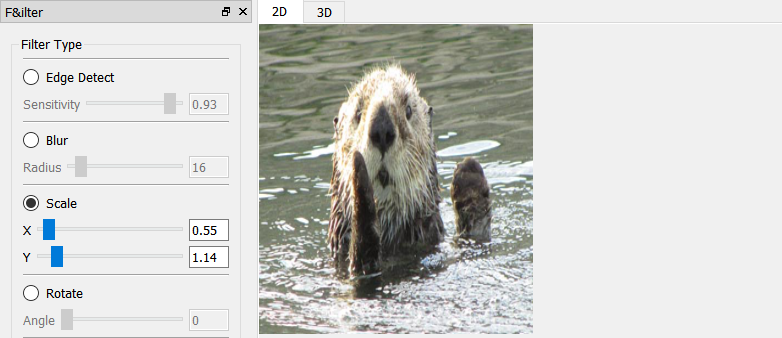 F&ilter
2D
3D
Filter Type
Edge Detect
Sensitivity 0.93
Blur
Radius 16
Scale
X 0.55
Y 1.14
Rotate
Angle 0